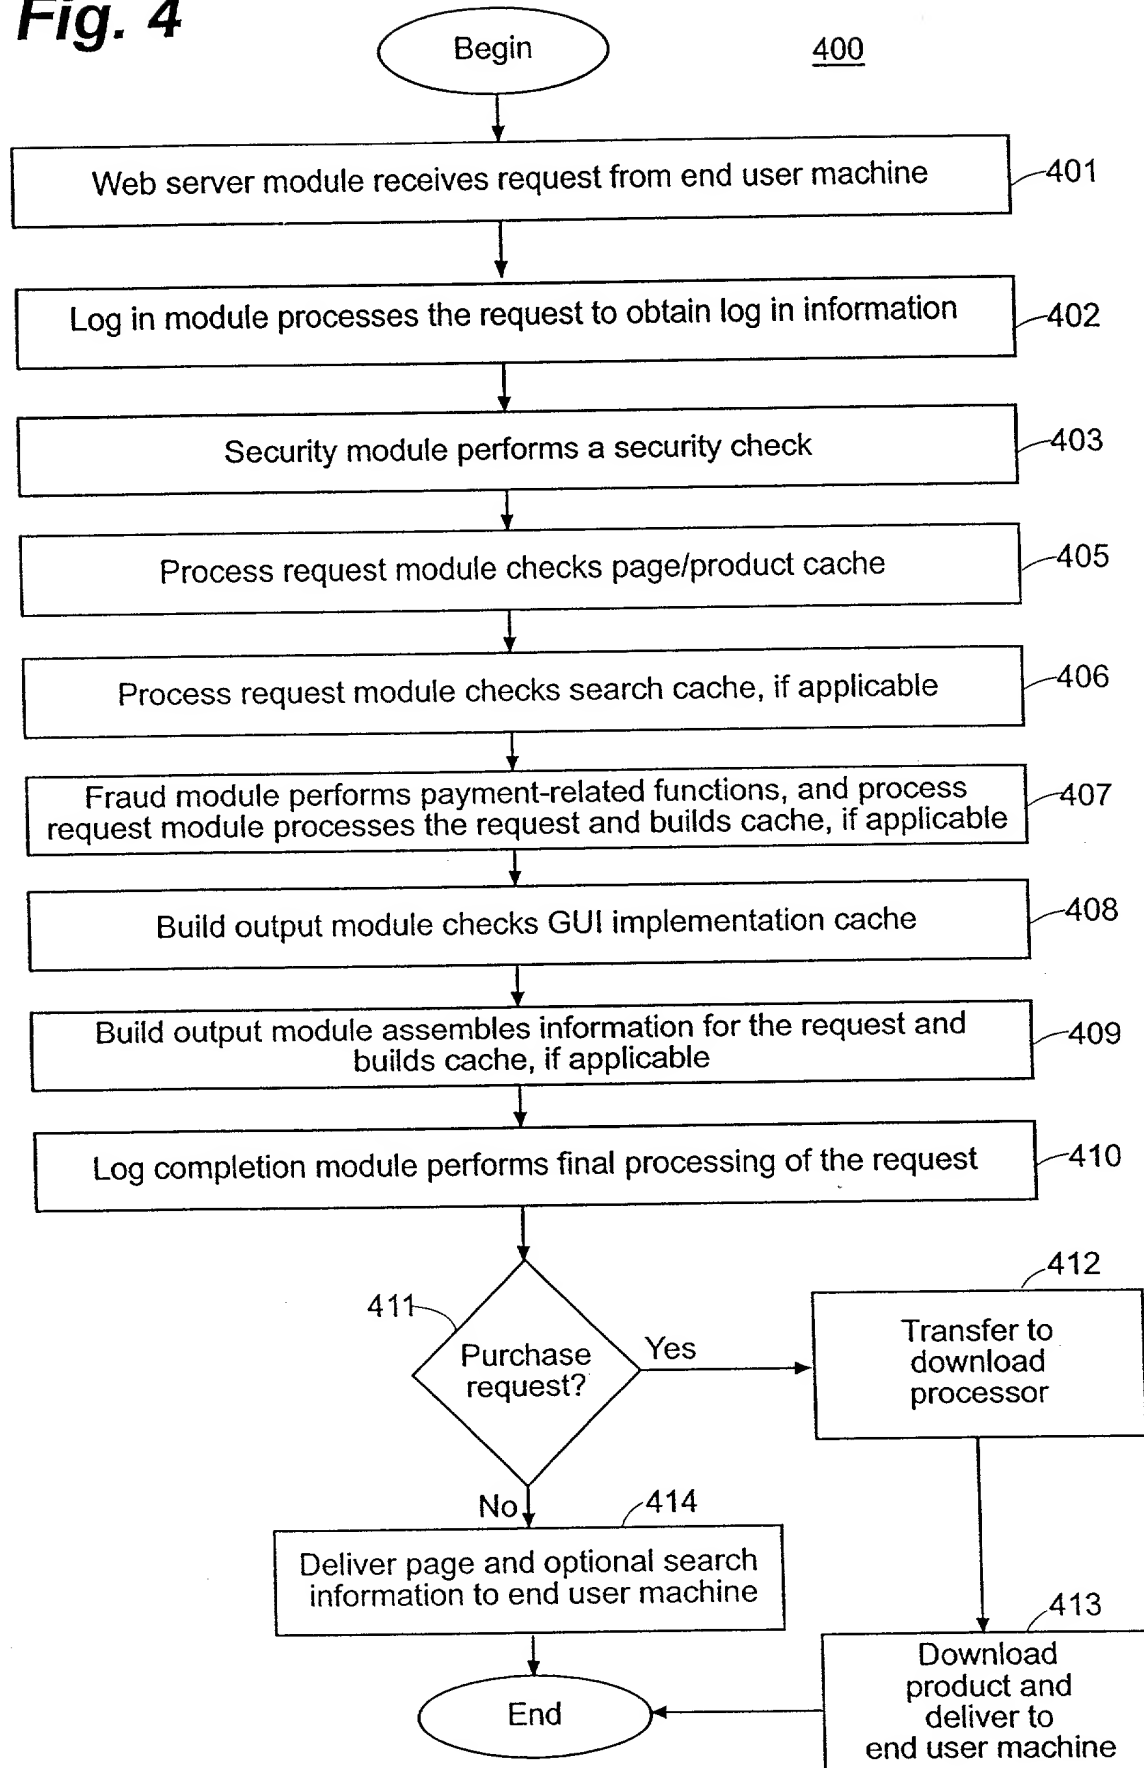 Fig. 4
Begin
400
Web server module receives request from end user machine
401
Log in module processes the request to obtain log in information
402
Security module performs a security check
403
Process request module checks page/product cache
405
Process request module checks search cache, if applicable
406
Fraud module performs payment-related functions, and process
request module processes the request and builds cache, if applicable
407
Build output module checks GUI implementation cache
408
Build output module assembles information for the request and
builds cache, if applicable
409
Log completion module performs final processing of the request
410
411
Purchase
request?
Yes
412
Transfer to
download
processor
No
414
Deliver page and optional search
information to end user machine
413
Download
product and
deliver to
end user machine
End